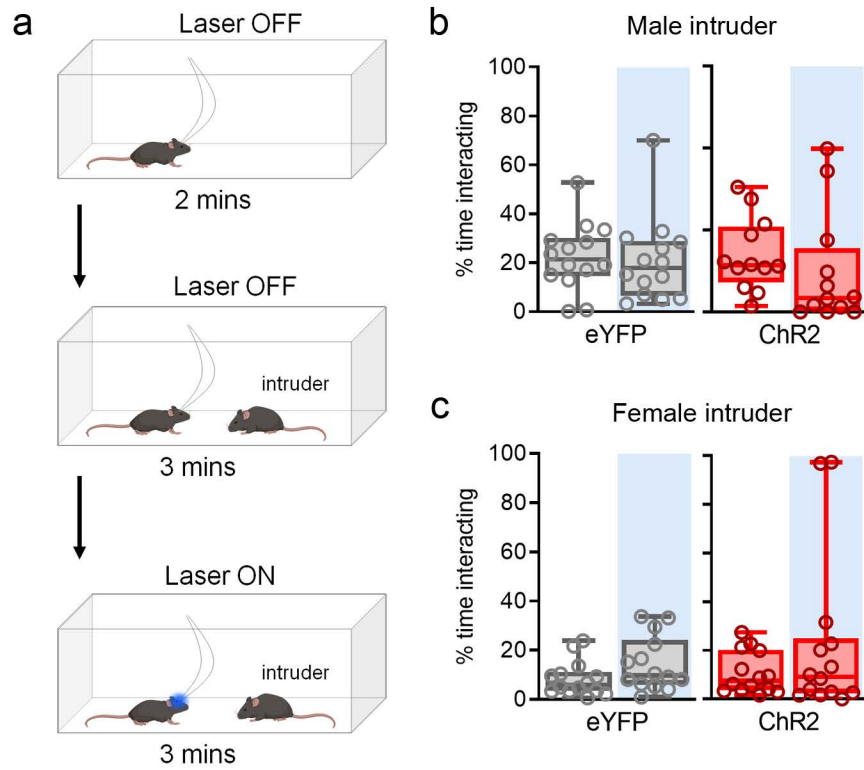 a
Laser OFF
2 mins
Laser OFF
intruder
3 mins
Laser ON
intruder
3 mins
b
Male intruder
% time interacting
100
80
60
40
20
0
eYFP
ChR2
c
Female intruder
% time interacting
100
80
60
40
20
0
eYFP
ChR2